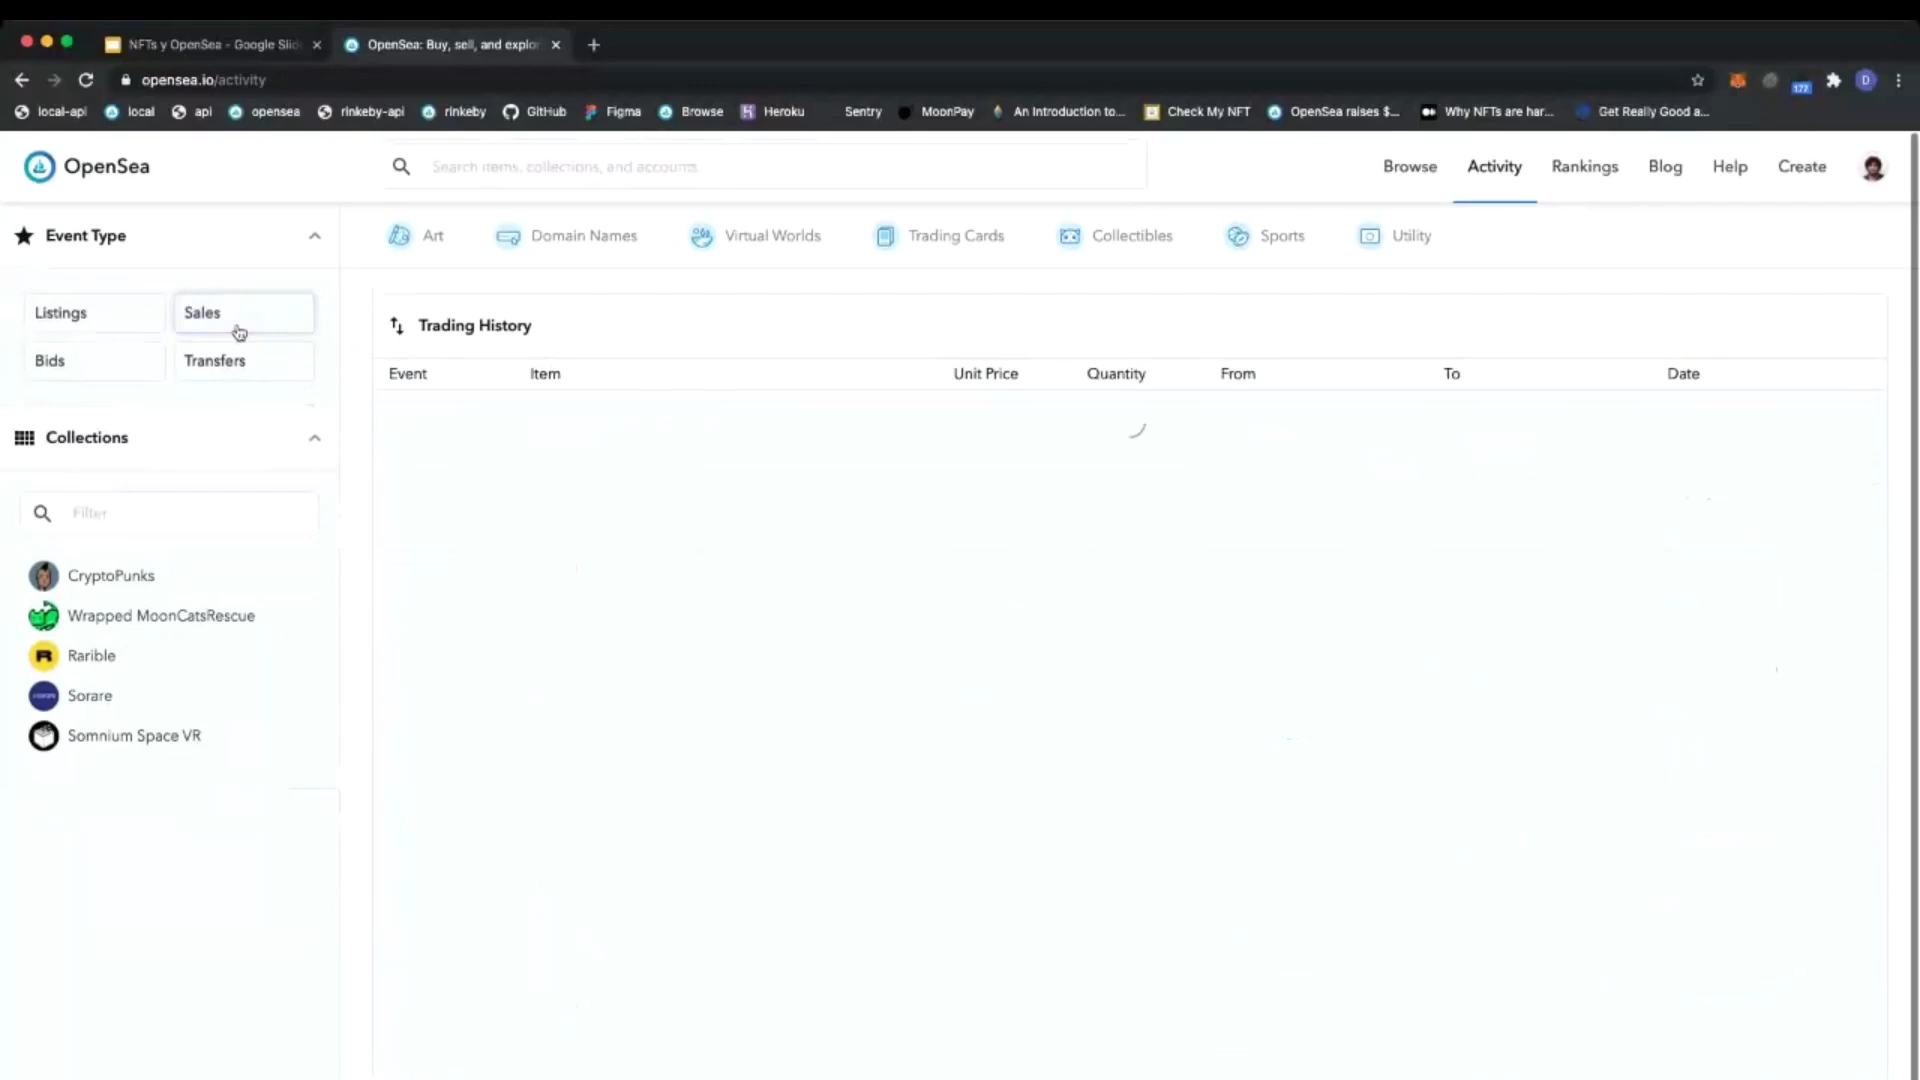 NFTs y OpenSea - Google Slid
OpenSea: Buy, sell, and explor
opensea.io/activity
177
D
local-api local api opensea rinkeby-api rinkeby GitHub Figma Browse Heroku Sentry MoonPay An Introduction to... Check My NFT OpenSea raises $... Why NFTs are har... Get Really Good a...
OpenSea
Search items, collections, and accounts
Browse Activity Rankings Blog Help Create
Event Type
Art Domain Names Virtual Worlds Trading Cards Collectibles Sports Utility
Listings Sales
Bids Transfers
Trading History
Event Item Unit Price Quantity From To Date
Collections
Filter
CryptoPunks
Wrapped MoonCatsRescue
Rarible
Sorare
Somnium Space VR